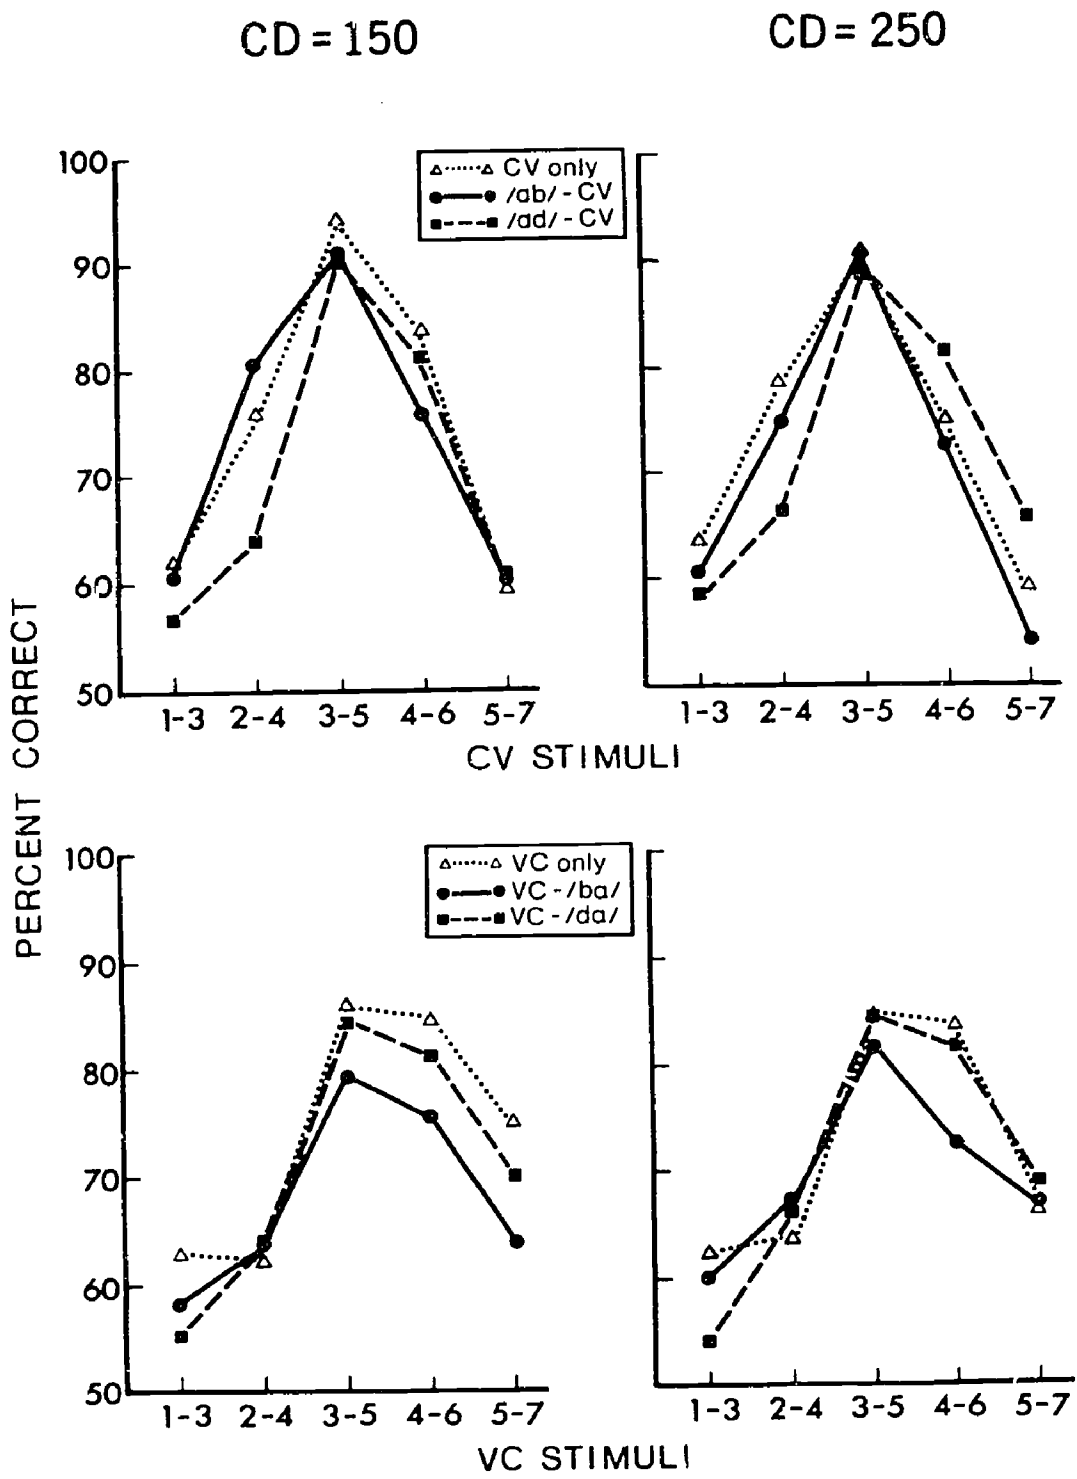 CD = 150
CD = 250
100
90
80
70
60
50
CV only
/ab/ - CV
/ad/ - CV
1-3 2-4 3-5 4-6 5-7
1-3 2-4 3-5 4-6 5-7
CV STIMULI
PERCENT CORRECT
100
90
80
70
60
50
VC only
VC - /ba/
VC - /da/
1-3 2-4 3-5 4-6 5-7
1-3 2-4 3-5 4-6 5-7
VC STIMULI